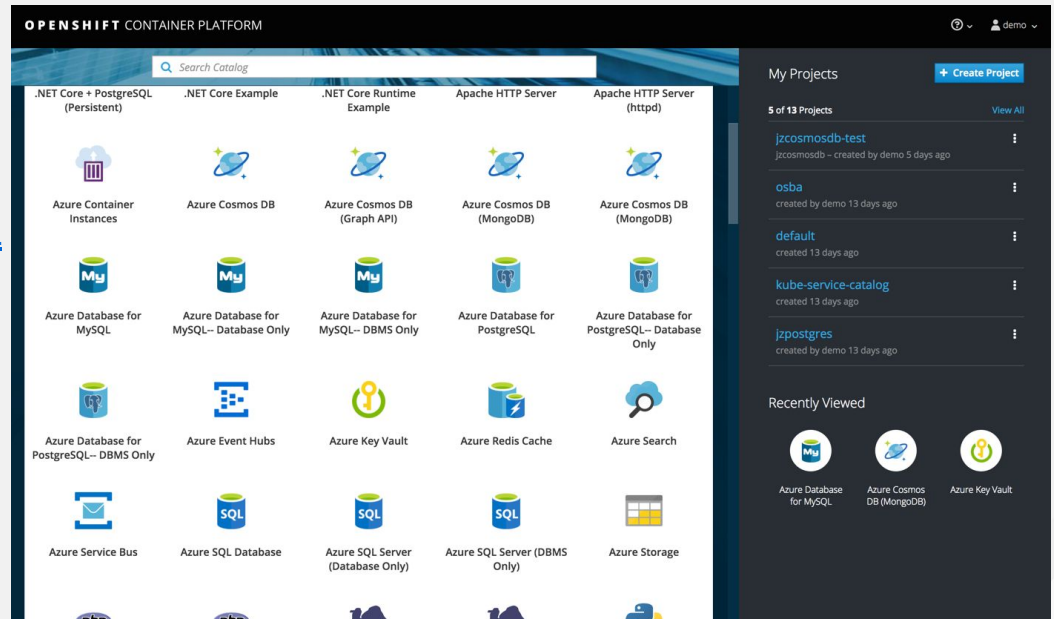 OPENSHIFT CONTAINER PLATFORM
demo
Search Catalog
.NET Core + PostgreSQL
(Persistent)
.NET Core Example
.NET Core Runtime
Example
Apache HTTP Server
Apache HTTP Server
(httpd)
Azure Container
Instances
Azure Cosmos DB
Azure Cosmos DB
(Graph API)
Azure Cosmos DB
(MongoDB)
Azure Cosmos DB
(MongoDB)
My
My
My
Azure Database for
MySQL
Azure Database for
MySQL-- Database Only
Azure Database for
MySQL-- DBMS Only
Azure Database for
PostgreSQL
Azure Database for
PostgreSQL-- Database
Only
Azure Database for
PostgreSQL-- DBMS Only
Azure Event Hubs
Azure Key Vault
Azure Redis Cache
Azure Search
SQL
SQL
SQL
Azure Service Bus
Azure SQL Database
Azure SQL Server
(Database Only)
Azure SQL Server (DBMS
Only)
Azure Storage
My Projects
+ Create Project
5 of 13 Projects
View All
jzcosmosdb-test
jzcosmosdb – created by demo 5 days ago
osba
created by demo 13 days ago
default
created 13 days ago
kube-service-catalog
created 13 days ago
jzpostgres
created by demo 13 days ago
Recently Viewed
My
Azure Database
for MySQL
Azure Cosmos
DB (MongoDB)
Azure Key Vault